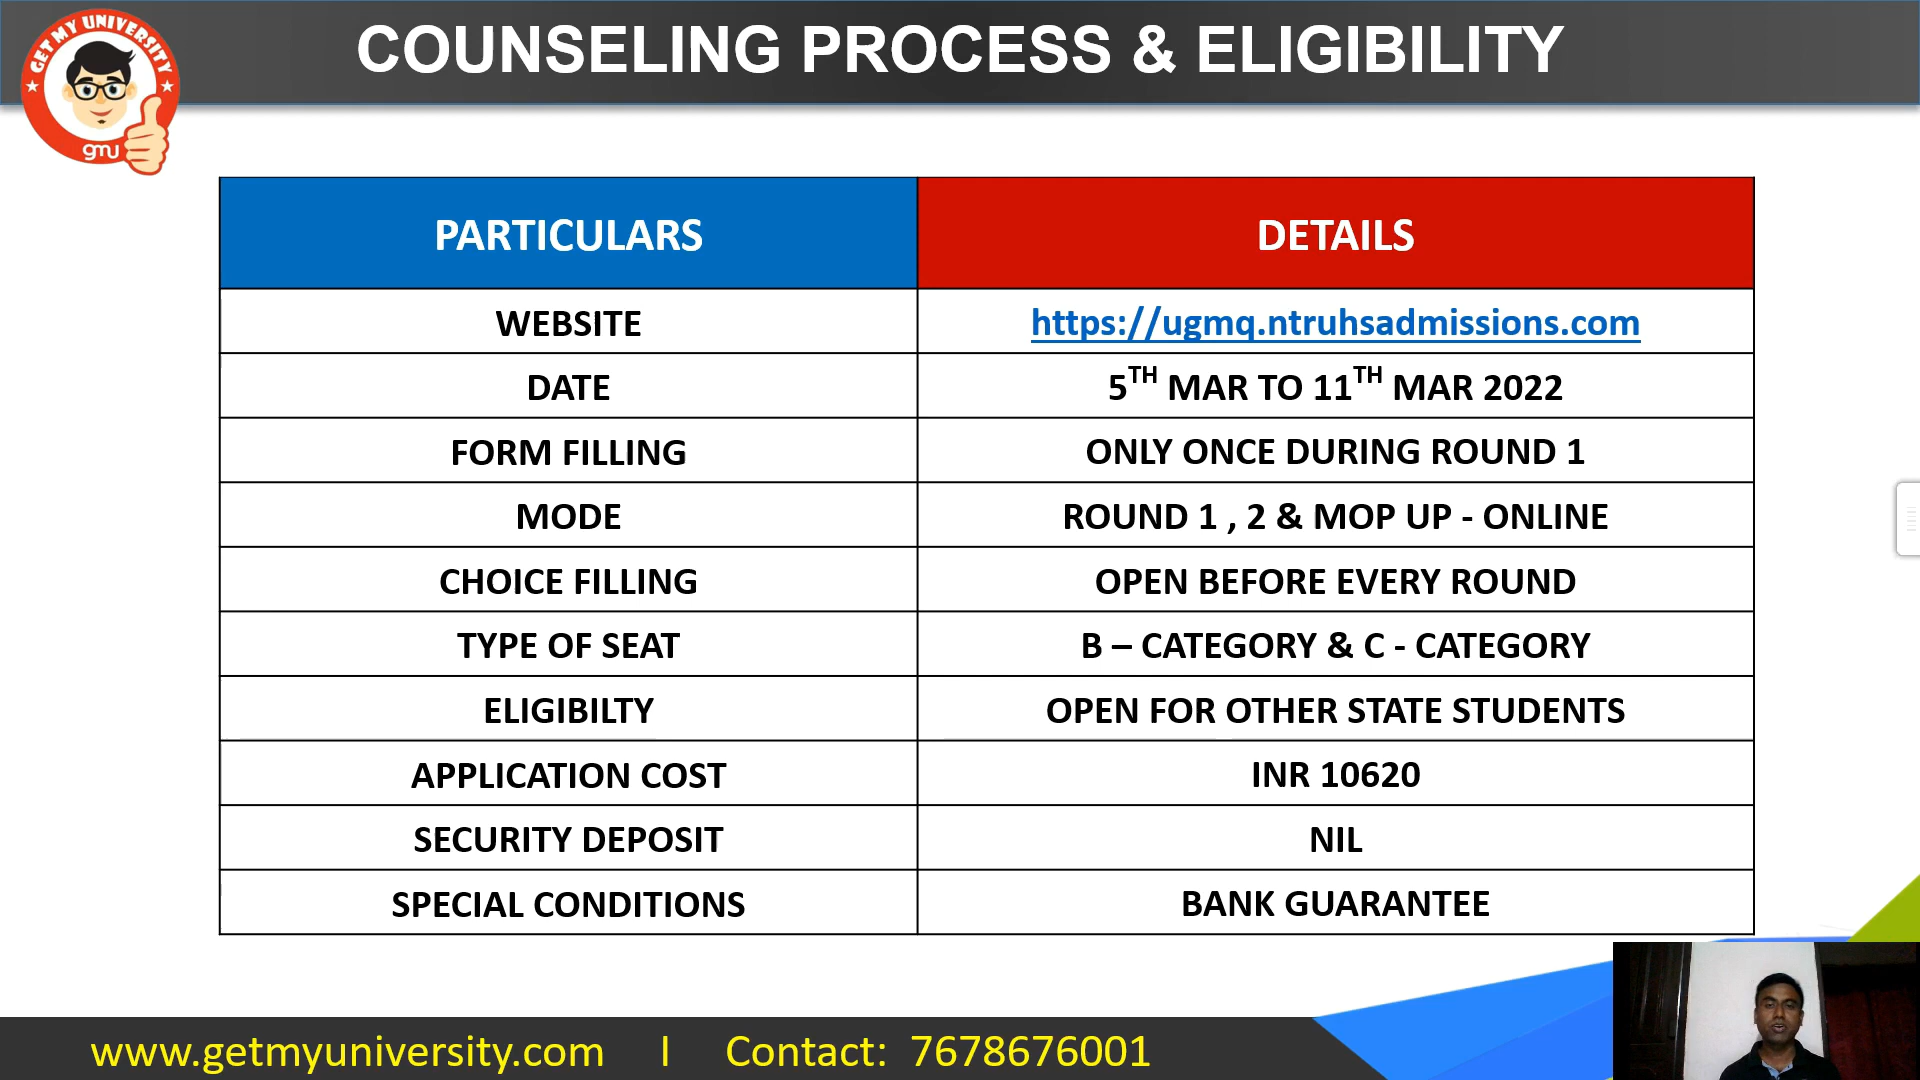 GET MY UNIVERSITY
gmu
COUNSELING PROCESS & ELIGIBILITY
PARTICULARS DETAILS
WEBSITE https://ugmq.ntruhsadmissions.com
DATE 5TH MAR TO 11TH MAR 2022
FORM FILLING ONLY ONCE DURING ROUND 1
MODE ROUND 1 , 2 & MOP UP - ONLINE
CHOICE FILLING OPEN BEFORE EVERY ROUND
TYPE OF SEAT B – CATEGORY & C - CATEGORY
ELIGIBILTY OPEN FOR OTHER STATE STUDENTS
APPLICATION COST INR 10620
SECURITY DEPOSIT NIL
SPECIAL CONDITIONS BANK GUARANTEE
www.getmyuniversity.com I Contact: 7678676001